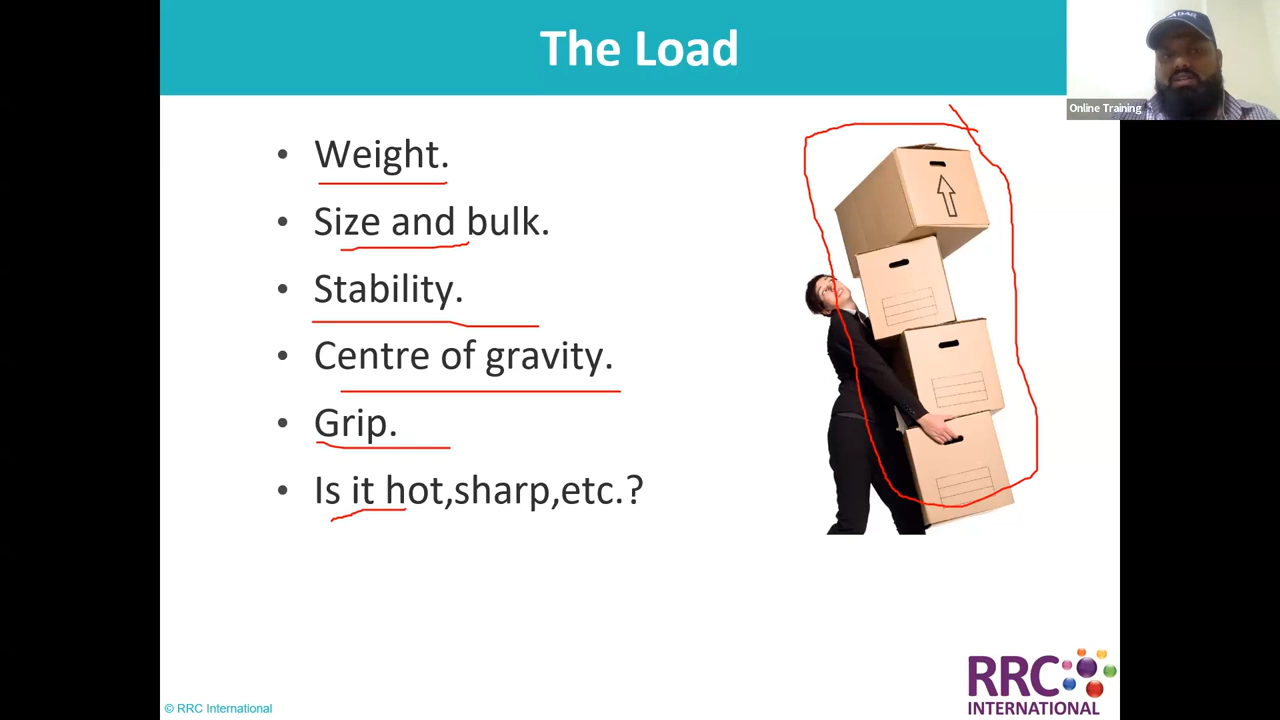 The Load
Online Training
• Weight.
• Size and bulk.
• Stability.
• Centre of gravity.
• Grip.
• Is it hot,sharp,etc.?
RRC
INTERNATIONAL
© RRC International